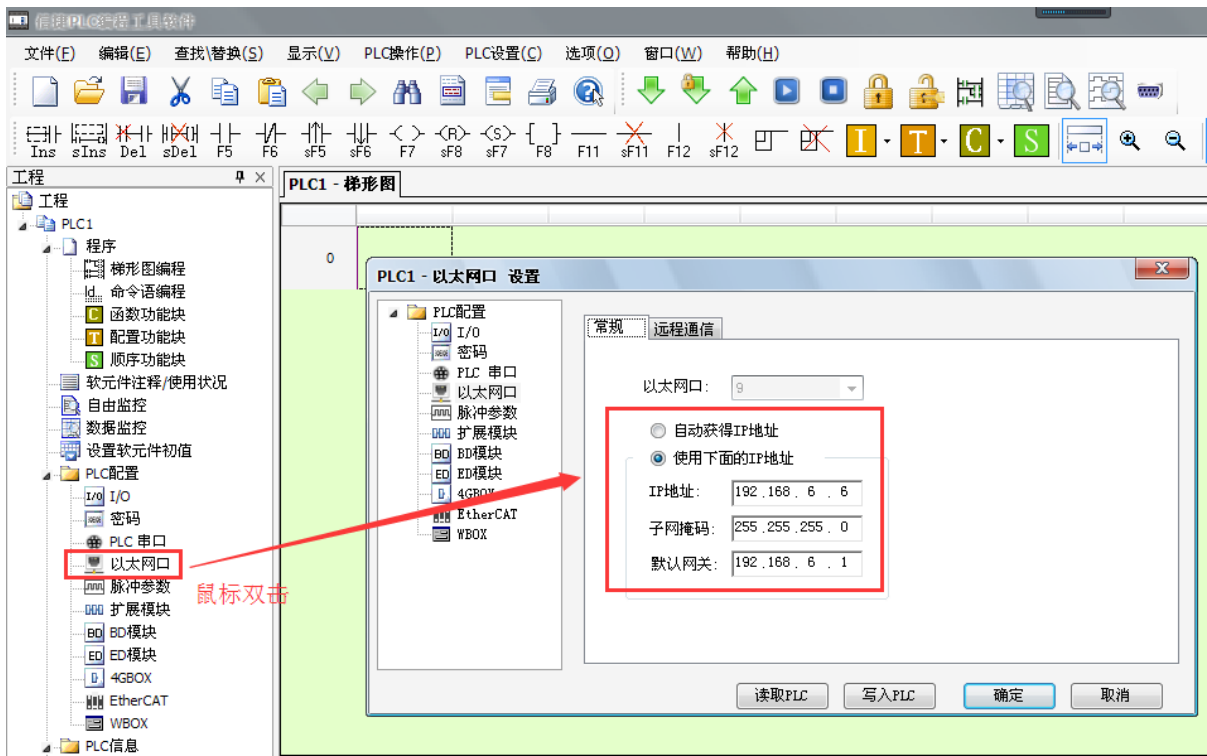 信捷PLC编程工具软件
文件(F) 编辑(E) 查找\替换(S) 显示(V) PLC操作(P) PLC设置(C) 选项(O) 窗口(W) 帮助(H)
Ins sIns Del sDel F5 F6 sF5 sF6 F7 sF8 sF7 F8 F11 sF11 F12 sF12 I T C S
工程
PLC1 - 梯形图
工程
PLC1
程序
梯形图编程
命令语编程
函数功能块
配置功能块
顺序功能块
软元件注释/使用状况
自由监控
数据监控
设置软元件初值
PLC配置
I/O
密码
PLC 串口
以太网口
脉冲参数
扩展模块
BD模块
ED模块
4GBOX
EtherCAT
WBOX
PLC信息
鼠标双击
0
PLC1 - 以太网口 设置
PLC配置
I/O
密码
PLC 串口
以太网口
脉冲参数
扩展模块
BD模块
ED模块
4GBOX
EtherCAT
WBOX
常规 远程通信
以太网口: 9
自动获得IP地址
使用下面的IP地址
IP地址: 192 .168 . 6 . 6
子网掩码: 255 .255 .255 . 0
默认网关: 192 .168 . 6 . 1
读取PLC 写入PLC 确定 取消